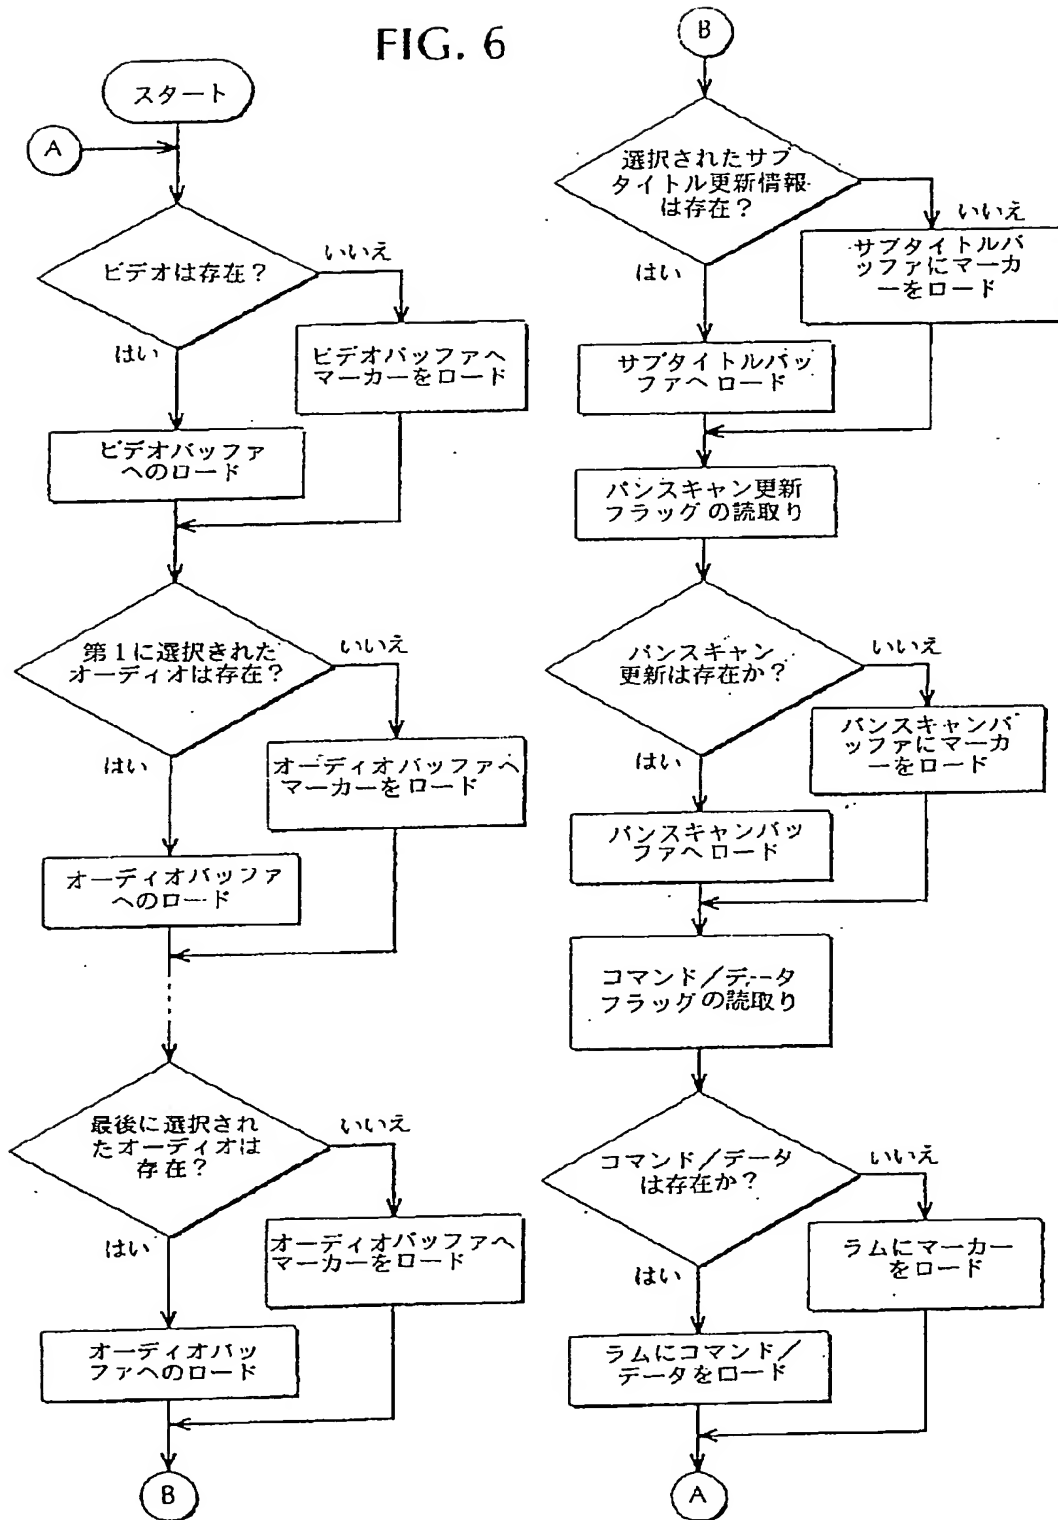 FIG. 6
スタート
A
ビデオは存在？
いいえ
はい
ビデオバッファへ
マーカーをロード
ビデオバッファ
へのロード
第１に選択された
オーディオは存在？
いいえ
はい
オーディオバッファへ
マーカーをロード
オーディオバッファ
へのロード
最後に選択され
たオーディオは
存在？
いいえ
はい
オーディオバッファへ
マーカーをロード
オーディオバッ
ファへのロード
B
B
選択されたサブ
タイトル更新情報
は存在？
いいえ
はい
サブタイトルバ
ッファにマーカ
ーをロード
サブタイトルバッ
ファへロード
パンスキャン更新
フラッグの読取り
パンスキャン
更新は存在か？
いいえ
はい
パンスキャンバ
ッファにマーカ
ーをロード
パンスキャンバッ
ファへロード
コマンド／データ
フラッグの読取り
コマンド／データ
は存在か？
いいえ
はい
ラムにマーカー
をロード
ラムにコマンド／
データをロード
A